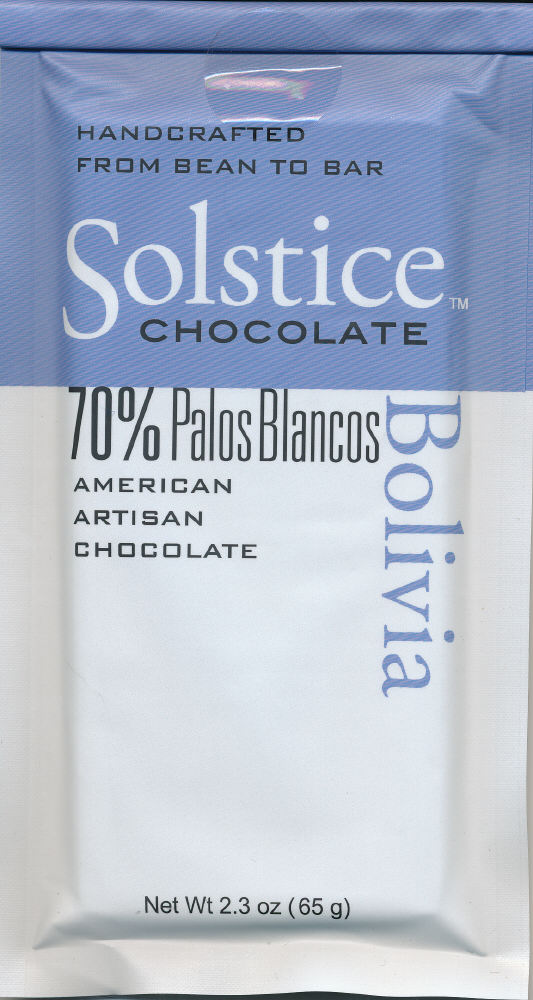 HANDCRAFTED
FROM BEAN TO BAR
Solstice™
CHOCOLATE
70% Palos Blancos
Bolivia
AMERICAN
ARTISAN
CHOCOLATE
Net Wt 2.3 oz (65 g)